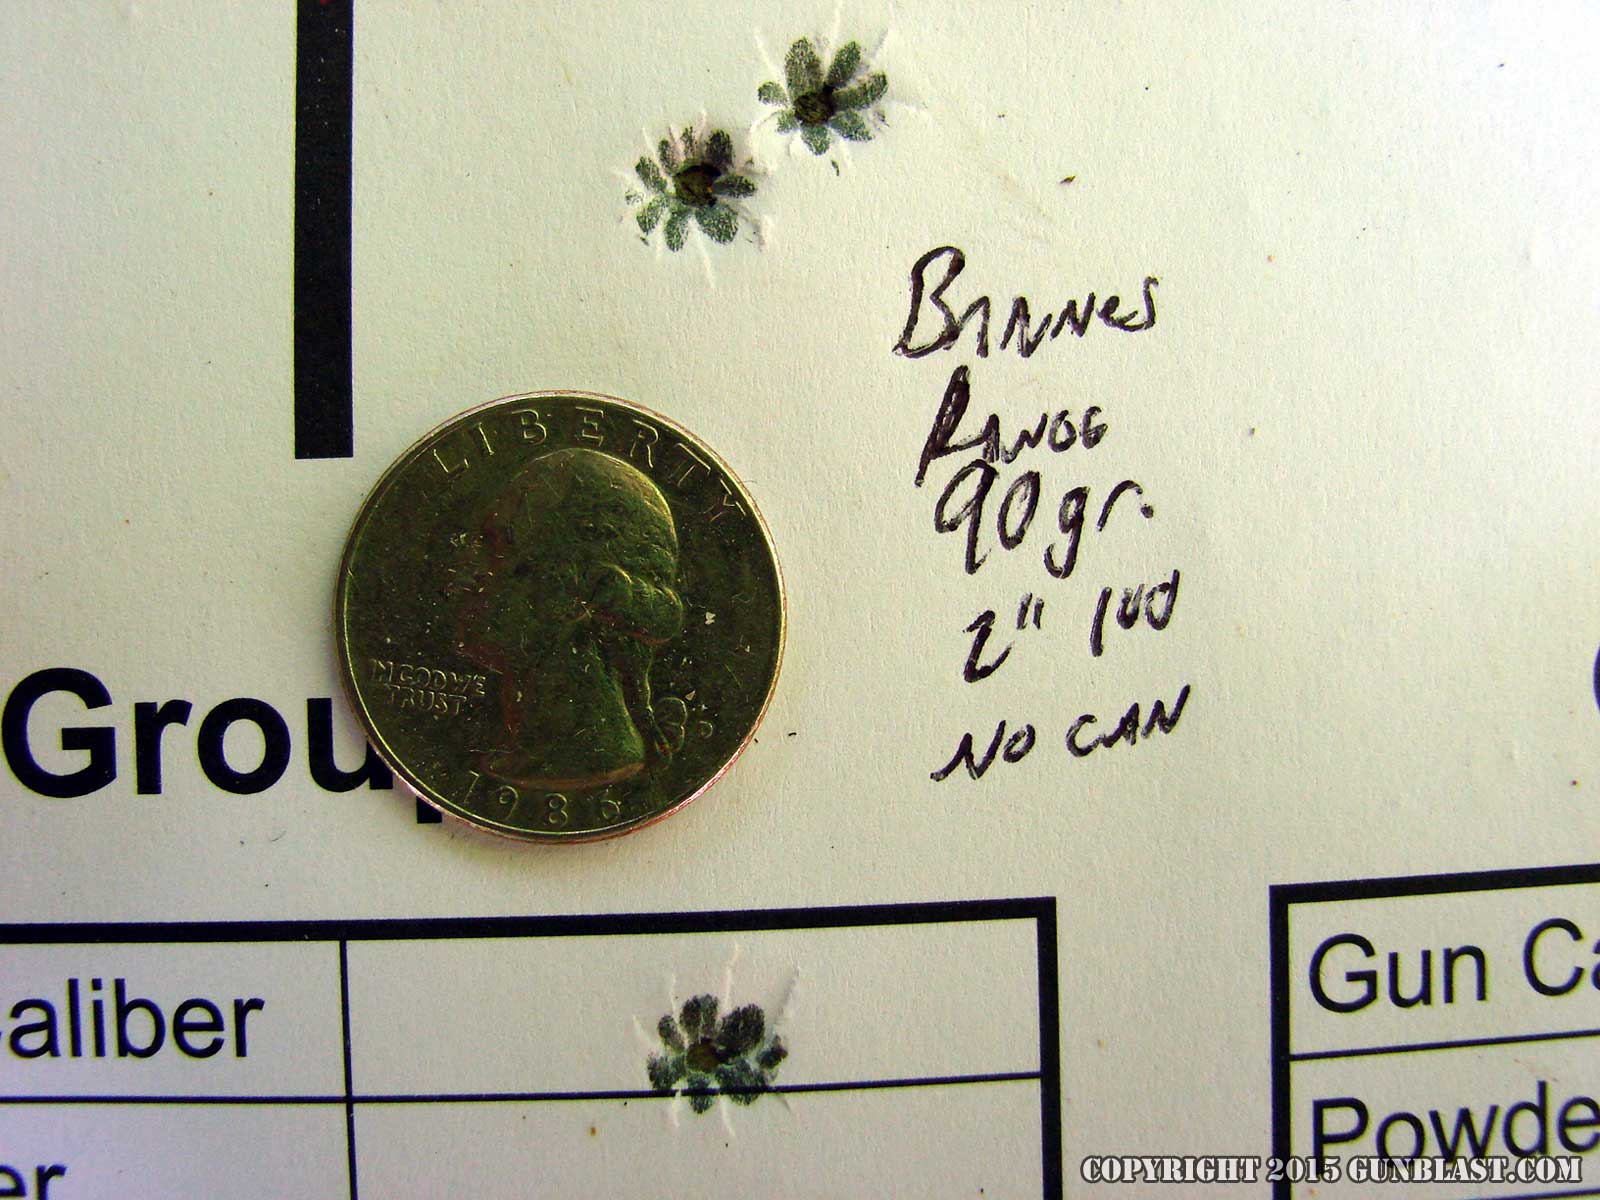 BARNES
RANGE
90gr.
2" 100
NO CAN
LIBERTY
IN GOD WE
TRUST
D
1986
Group
Caliber
er
Gun Ca
Powde
COPYRIGHT 2015 GUNBLAST.COM